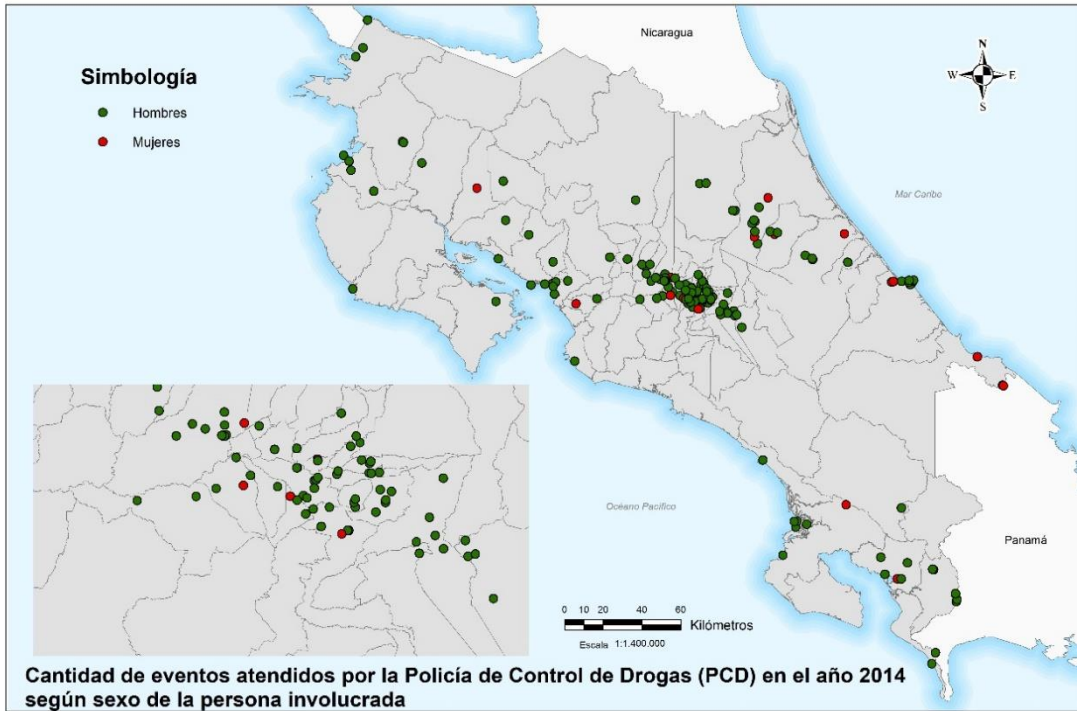 Nicaragua
Simbología
Hombres
Mujeres
N
W E
S
Mar Caribe
Océano Pacífico
Panamá
0 10 20 40 60
Kilómetros
Escala 1:1.400.000
Cantidad de eventos atendidos por la Policía de Control de Drogas (PCD) en el año 2014
según sexo de la persona involucrada